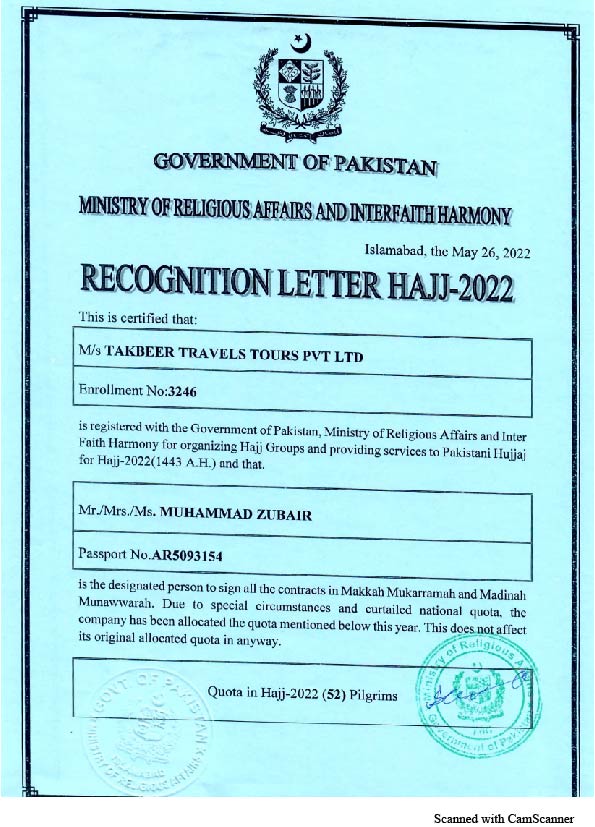 GOVERNMENT OF PAKISTAN
MINISTRY OF RELIGIOUS AFFAIRS AND INTERFAITH HARMONY
Islamabad, the May 26, 2022
RECOGNITION LETTER HAJJ-2022
This is certified that:
M/s TAKBEER TRAVELS TOURS PVT LTD
Enrollment No:3246
is registered with the Government of Pakistan, Ministry of Religious Affairs and Inter
Faith Harmony for organizing Hajj Groups and providing services to Pakistani Hujjaj
for Hajj-2022(1443 A.H.) and that.
Mr./Mrs./Ms. MUHAMMAD ZUBAIR
Passport No.AR5093154
is the designated person to sign all the contracts in Makkah Mukarramah and Madinah
Munawwarah. Due to special circumstances and curtailed national quota, the
company has been allocated the quota mentioned below this year. This does not affect
its original allocated quota in anyway.
Quota in Hajj-2022 (52) Pilgrims
Ministry of Religious
Government of
GOVT OF PAKISTAN
MINISTRY OF RELIGIOUS AFFAIRS
ISLAMABAD
Scanned with CamScanner